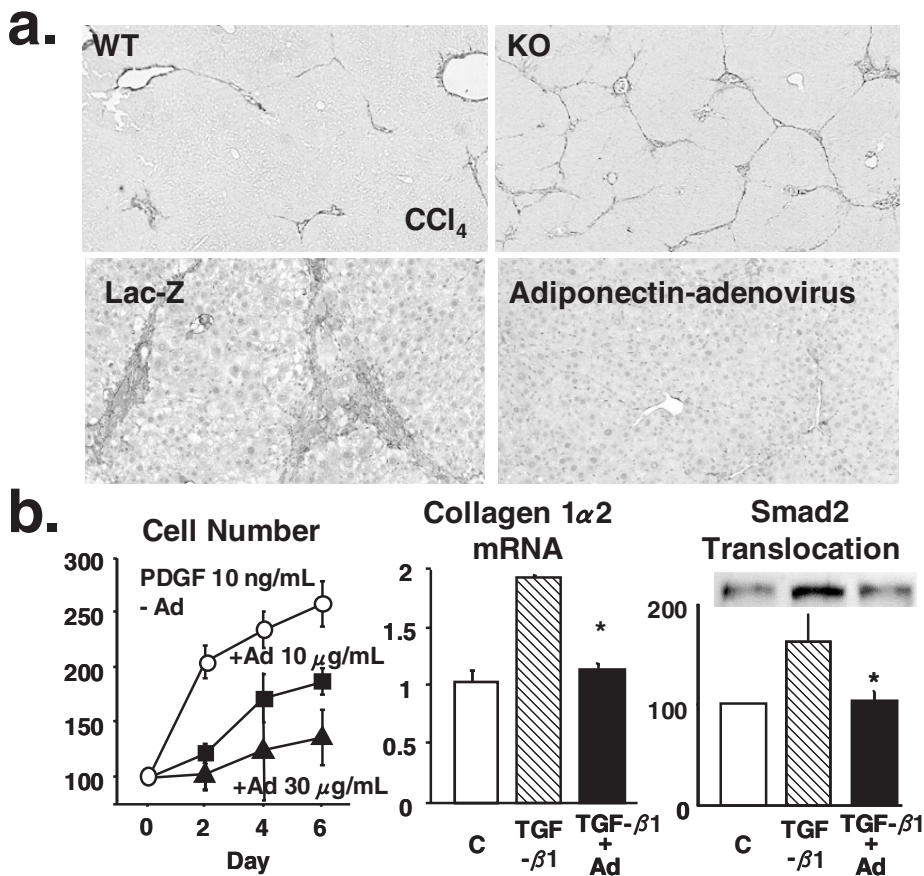 a.
WT
KO
CCl₄
Lac-Z
Adiponectin-adenovirus
b.
Cell Number
300
250
200
150
100
PDGF 10 ng/mL
- Ad
+Ad 10 μg/mL
+Ad 30 μg/mL
0 2 4 6
Day
Collagen 1α2
mRNA
2
1.5
1
0.5
0
*
C
TGF
-β1
TGF-β1
+
Ad
Smad2
Translocation
200
100
0
*
C
TGF
-β1
TGF-β1
+
Ad